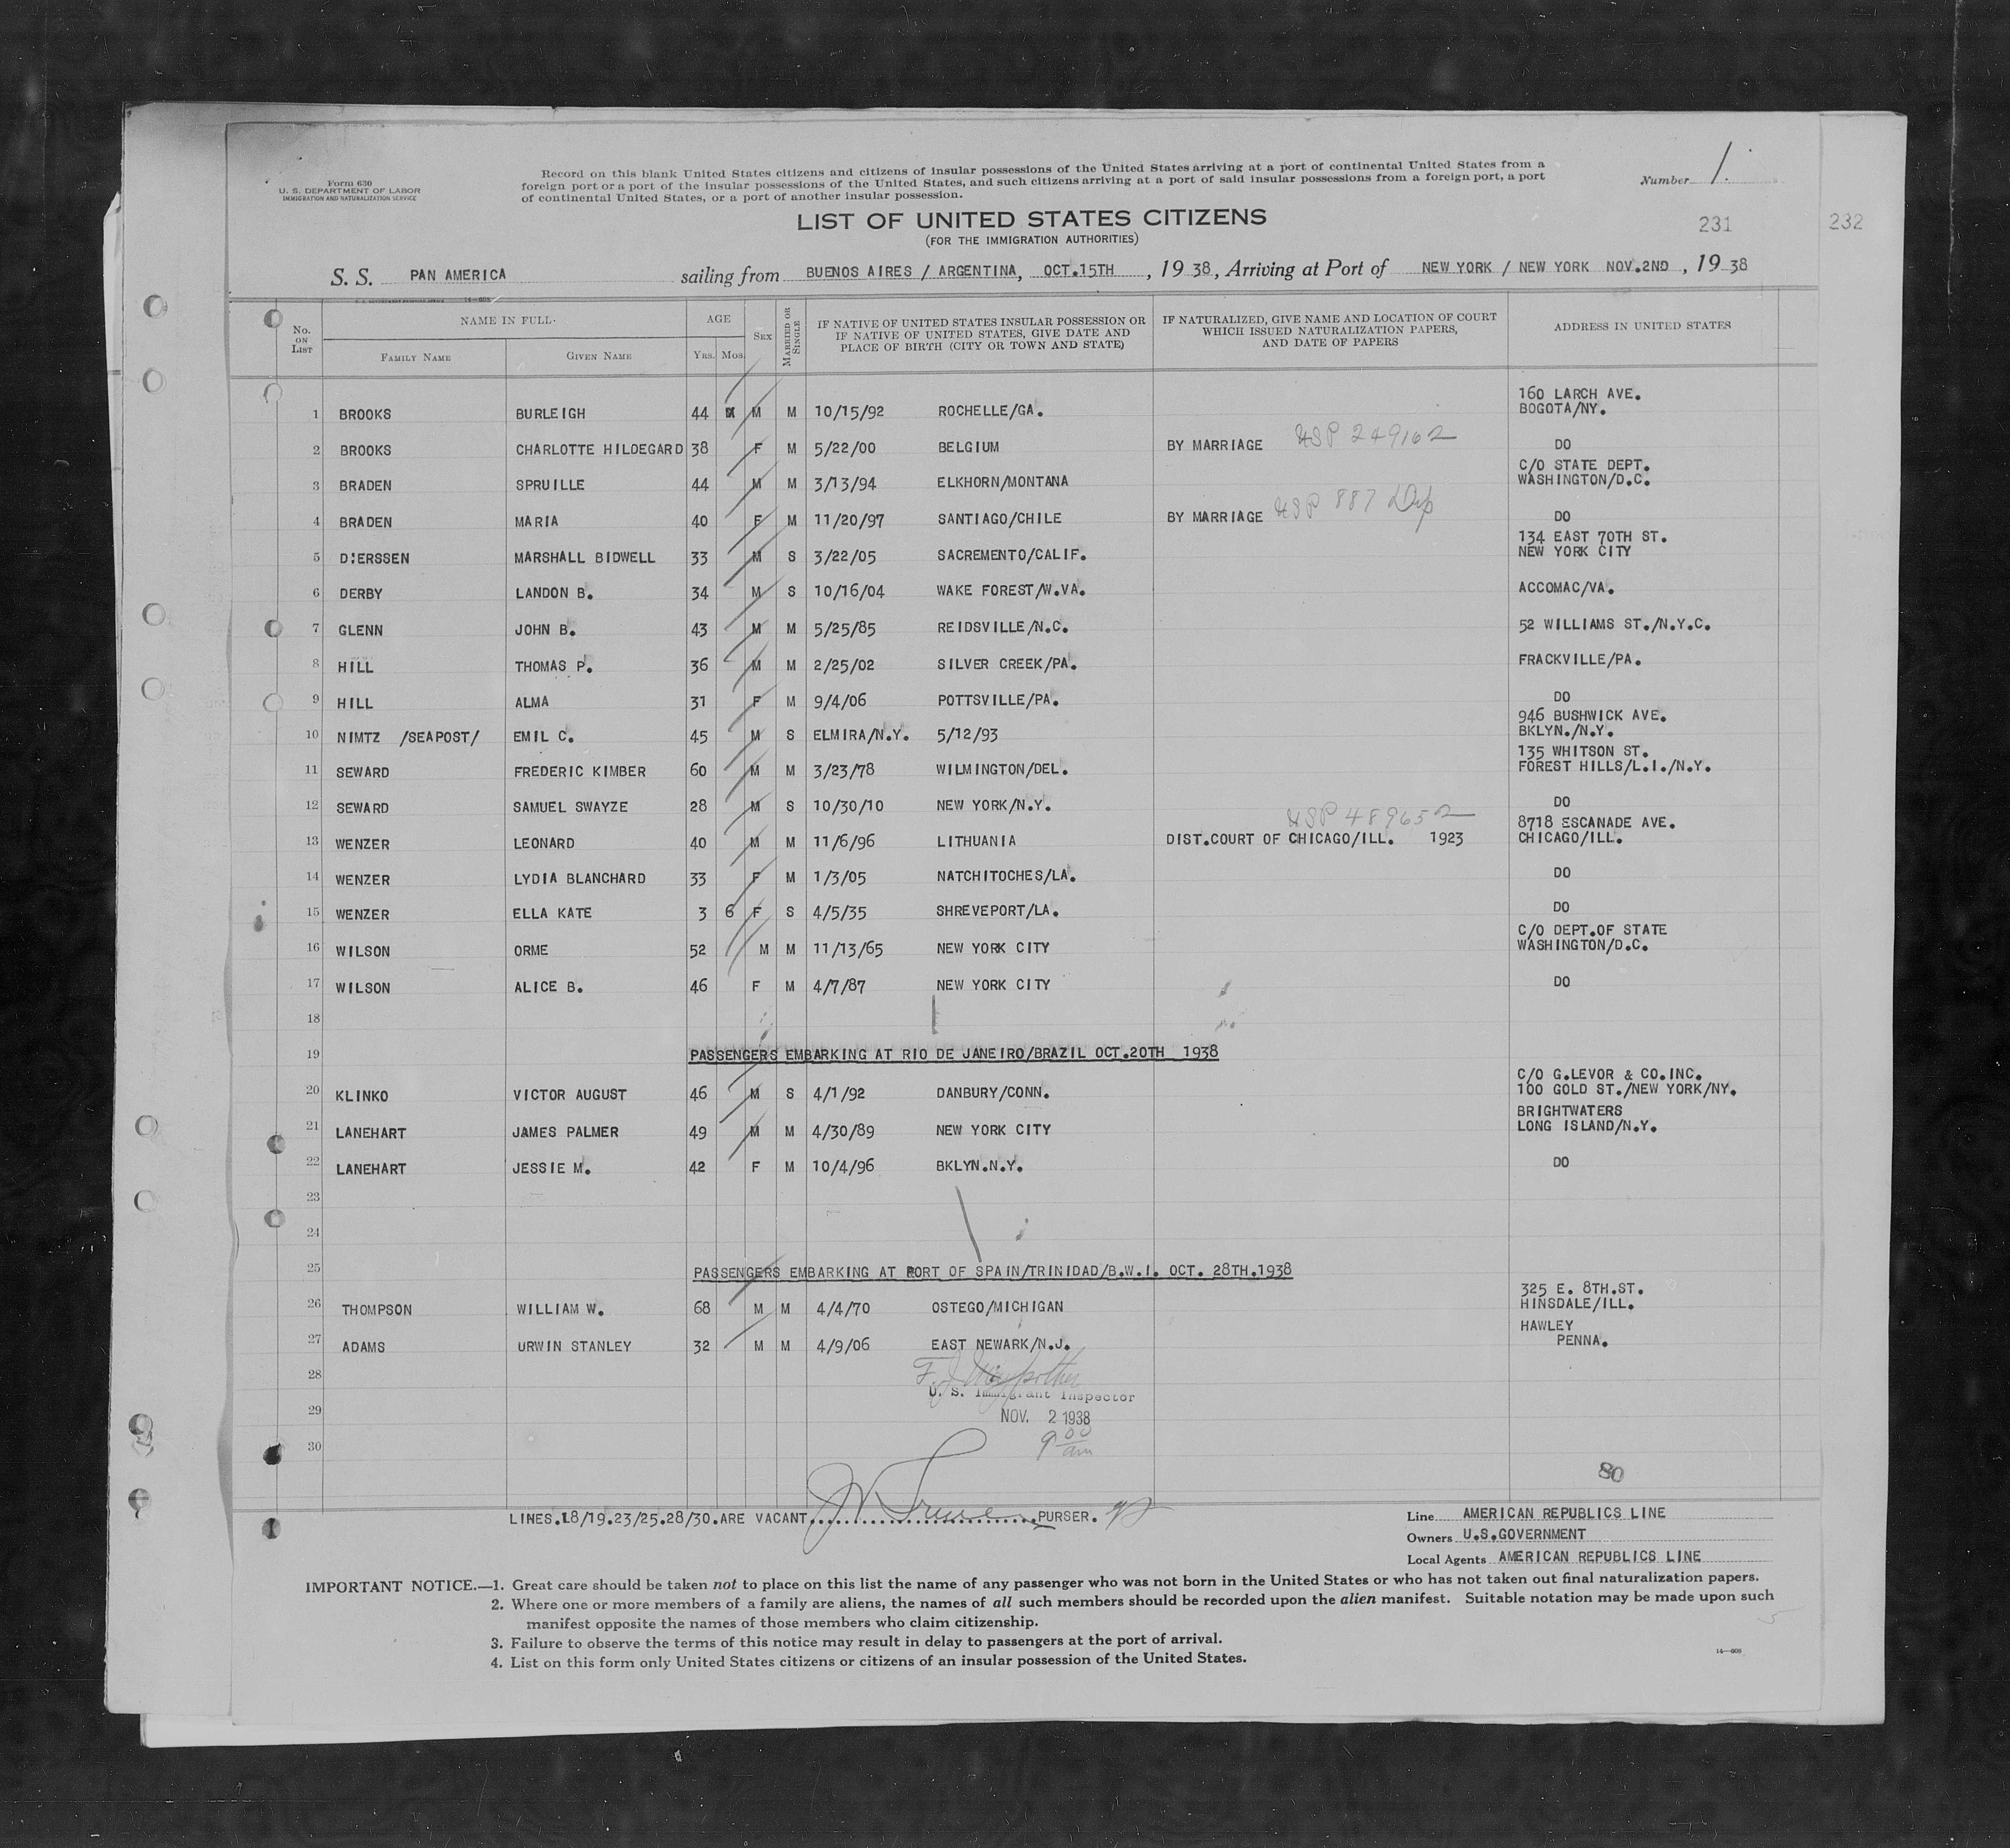 Form 630
U. S. DEPARTMENT OF LABOR
IMMIGRATION AND NATURALIZATION SERVICE
Record on this blank United States citizens and citizens of insular possessions of the United States arriving at a port of continental United States from a
foreign port or a port of the insular possessions of the United States, and such citizens arriving at a port of said insular possessions from a foreign port, a port
of continental United States, or a port of another insular possession.
Number 1.
LIST OF UNITED STATES CITIZENS
(FOR THE IMMIGRATION AUTHORITIES)
231 232
S. S. PAN AMERICA sailing from BUENOS AIRES / ARGENTINA, OCT.15TH , 19 38, Arriving at Port of NEW YORK / NEW YORK NOV.2ND , 19 38
No. ON LIST
NAME IN FULL
FAMILY NAME GIVEN NAME
AGE
YRS. MOS.
SEX
MARRIED OR SINGLE
IF NATIVE OF UNITED STATES INSULAR POSSESSION OR
IF NATIVE OF UNITED STATES, GIVE DATE AND
PLACE OF BIRTH (CITY OR TOWN AND STATE)
IF NATURALIZED, GIVE NAME AND LOCATION OF COURT
WHICH ISSUED NATURALIZATION PAPERS,
AND DATE OF PAPERS
ADDRESS IN UNITED STATES
160 LARCH AVE.
1 BROOKS BURLEIGH 44 M M 10/15/92 ROCHELLE/GA. BOGOTA/NY.
2 BROOKS CHARLOTTE HILDEGARD 38 F M 5/22/00 BELGIUM BY MARRIAGE USP 249162 DO
C/O STATE DEPT.
3 BRADEN SPRUILLE 44 M M 3/13/94 ELKHORN/MONTANA WASHINGTON/D.C.
4 BRADEN MARIA 40 F M 11/20/97 SANTIAGO/CHILE BY MARRIAGE USP 887 Dip DO
134 EAST 70TH ST.
5 D:ERSSEN MARSHALL BIDWELL 33 M S 3/22/05 SACREMENTO/CALIF. NEW YORK CITY
6 DERBY LANDON B. 34 M S 10/16/04 WAKE FOREST/W.VA. ACCOMAC/VA.
7 GLENN JOHN B. 43 M M 5/25/85 REIDSVILLE/N.C. 52 WILLIAMS ST./N.Y.C.
8 HILL THOMAS P. 36 M M 2/25/02 SILVER CREEK/PA. FRACKVILLE/PA.
9 HILL ALMA 31 F M 9/4/06 POTTSVILLE/PA. DO
946 BUSHWICK AVE.
10 NIMTZ /SEAPOST/ EMIL C. 45 M S ELMIRA/N.Y. 5/12/93 BKLYN./N.Y.
135 WHITSON ST.
11 SEWARD FREDERIC KIMBER 60 M M 3/23/78 WILMINGTON/DEL. FOREST HILLS/L.I./N.Y.
12 SEWARD SAMUEL SWAYZE 28 M S 10/30/10 NEW YORK/N.Y. DO
USP 489652 8718 ESCANADE AVE.
13 WENZER LEONARD 40 M M 11/6/96 LITHUANIA DIST.COURT OF CHICAGO/ILL. 1923 CHICAGO/ILL.
14 WENZER LYDIA BLANCHARD 33 F M 1/3/05 NATCHITOCHES/LA. DO
15 WENZER ELLA KATE 3 6 F S 4/5/35 SHREVEPORT/LA. DO
C/O DEPT.OF STATE
16 WILSON ORME 52 M M 11/13/65 NEW YORK CITY WASHINGTON/D.C.
17 WILSON ALICE B. 46 F M 4/7/87 NEW YORK CITY DO
18
19 PASSENGERS EMBARKING AT RIO DE JANEIRO/BRAZIL OCT.20TH 1938
C/O G.LEVOR & CO.INC.
20 KLINKO VICTOR AUGUST 46 M S 4/1/92 DANBURY/CONN. 100 GOLD ST./NEW YORK/NY.
BRIGHTWATERS
21 LANEHART JAMES PALMER 49 M M 4/30/89 NEW YORK CITY LONG ISLAND/N.Y.
22 LANEHART JESSIE M. 42 F M 10/4/96 BKLYN.N.Y. DO
23
24
25 PASSENGERS EMBARKING AT PORT OF SPAIN/TRINIDAD/B.W.I. OCT. 28TH.1938
325 E. 8TH.ST.
26 THOMPSON WILLIAM W. 68 M M 4/4/70 OSTEGO/MICHIGAN HINSDALE/ILL.
HAWLEY
27 ADAMS URWIN STANLEY 32 M M 4/9/06 EAST NEWARK/N.J. PENNA.
28
U. S. Immigrant Inspector
29 NOV. 2 1938
30 9 00 am
80
LINES.18/19.23/25.28/30.ARE VACANT PURSER.
Line AMERICAN REPUBLICS LINE
Owners U.S.GOVERNMENT
Local Agents AMERICAN REPUBLICS LINE
IMPORTANT NOTICE.—1. Great care should be taken not to place on this list the name of any passenger who was not born in the United States or who has not taken out final naturalization papers.
2. Where one or more members of a family are aliens, the names of all such members should be recorded upon the alien manifest. Suitable notation may be made upon such
manifest opposite the names of those members who claim citizenship.
3. Failure to observe the terms of this notice may result in delay to passengers at the port of arrival.
4. List on this form only United States citizens or citizens of an insular possession of the United States.
14—608